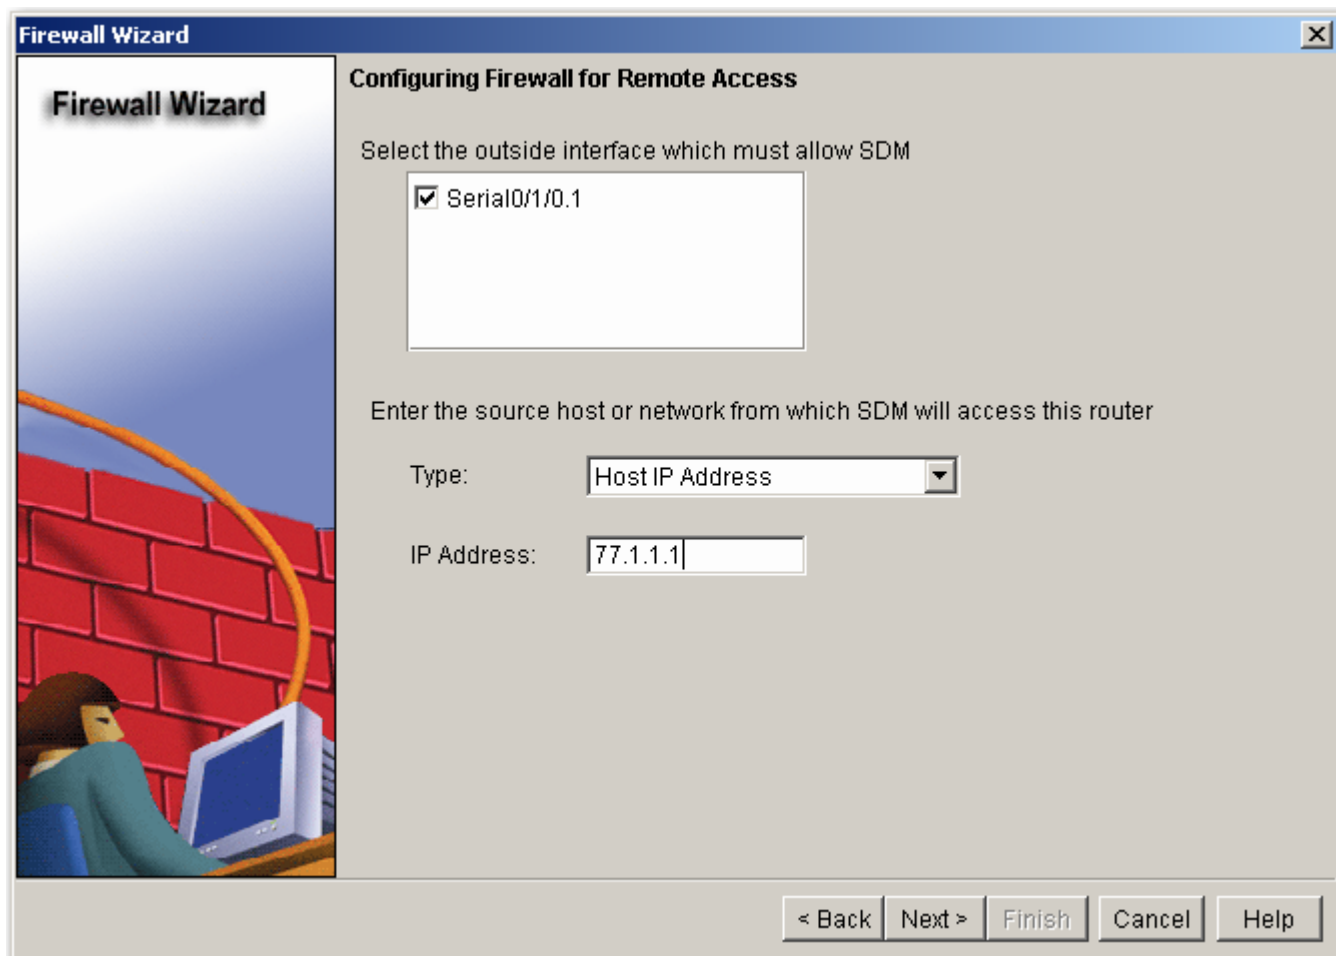 Firewall Wizard
Firewall Wizard
Configuring Firewall for Remote Access
Select the outside interface which must allow SDM
Serial0/1/0.1
Enter the source host or network from which SDM will access this router
Type: Host IP Address
IP Address: 77.1.1.1
< Back Next > Finish Cancel Help